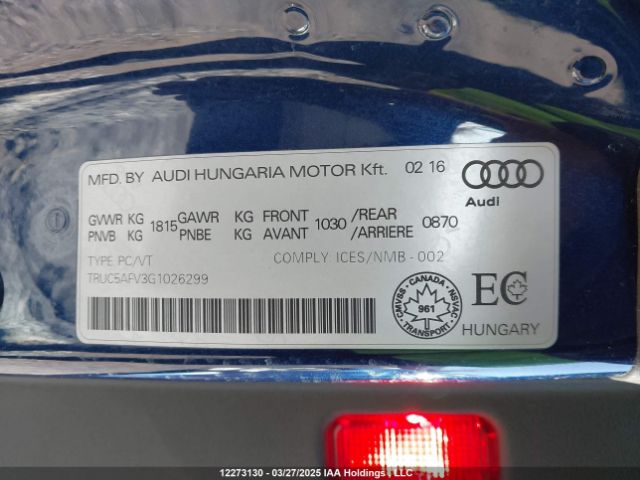 MFD. BY AUDI HUNGARIA MOTOR Kft. 02 16
Audi
GVWR KG 1815 GAWR KG FRONT 1030 /REAR 0870
PNVB KG PNBE KG AVANT /ARRIERE
TYPE PC/VT COMPLY ICES/NMB-002
TRUC5AFV3G1026299
CANADA
CMVSS 961 NSVAC
TRANSPORT
EC
HUNGARY
12273130 - 03/27/2025 IAA Holdings, LLC